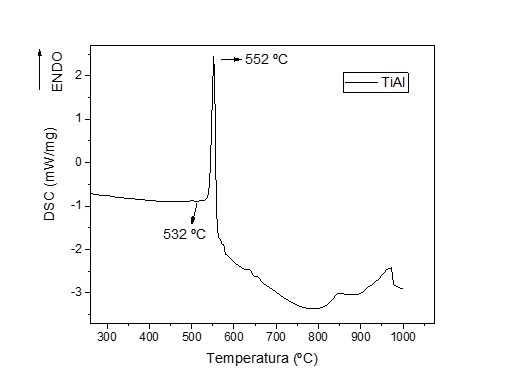 ENDO
DSC (mW/mg)
2
1
0
-1
-2
-3
552 ºC
TiAl
532 ºC
300 400 500 600 700 800 900 1000
Temperatura (ºC)